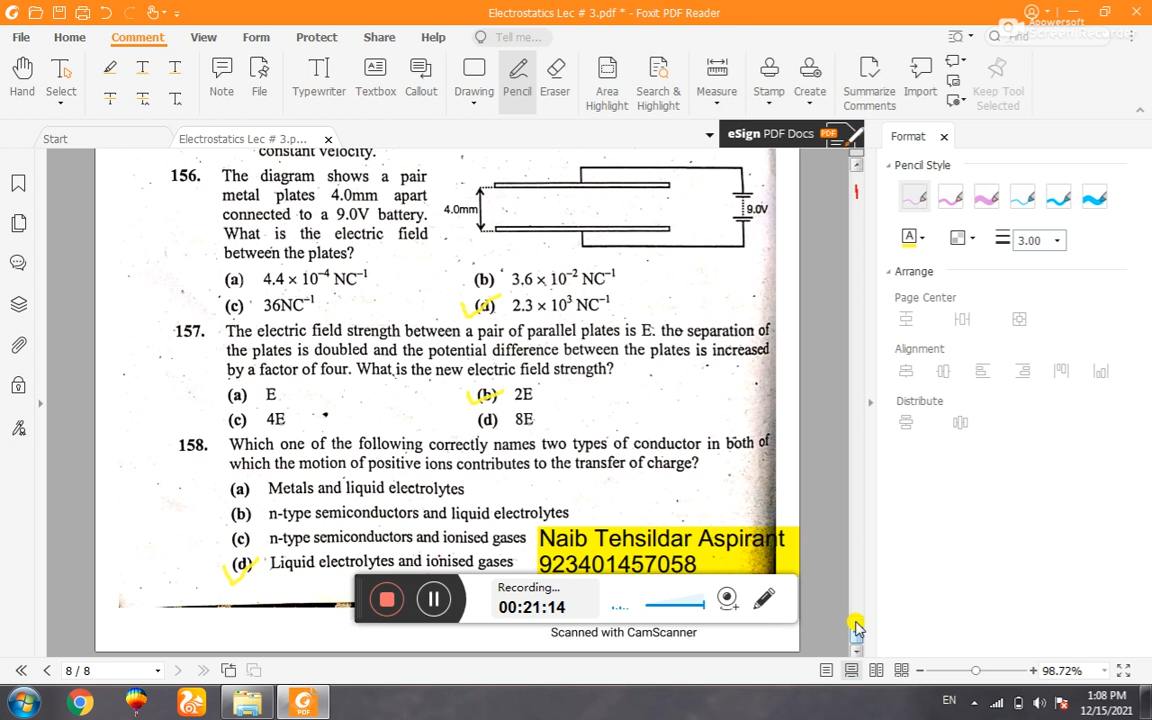 Electrostatics Lec # 3.pdf * - Foxit PDF Reader
File Home Comment View Form Protect Share Help Tell me... Find
Apowersoft
Screen Recorder
Hand Select Note File Typewriter Textbox Callout Drawing Pencil Eraser Area Highlight Search & Highlight Measure Stamp Create Summarize Comments Import Keep Tool Selected
Start Electrostatics Lec # 3.p... eSign PDF Docs PDF
Format
Pencil Style
3.00
Arrange
Page Center
Alignment
Distribute
constant velocity.
156. The diagram shows a pair
metal plates 4.0mm apart
connected to a 9.0V battery.
What is the electric field
between the plates?
4.0mm 9.0V
(a) 4.4 × 10⁻⁴ NC⁻¹ (b) 3.6 × 10⁻² NC⁻¹
(c) 36NC⁻¹ (d) 2.3 × 10³ NC⁻¹
157. The electric field strength between a pair of parallel plates is E. the separation of
the plates is doubled and the potential difference between the plates is increased
by a factor of four. What is the new electric field strength?
(a) E (b) 2E
(c) 4E (d) 8E
158. Which one of the following correctly names two types of conductor in both of
which the motion of positive ions contributes to the transfer of charge?
(a) Metals and liquid electrolytes
(b) n-type semiconductors and liquid electrolytes
(c) n-type semiconductors and ionised gases
(d) Liquid electrolytes and ionised gases
Naib Tehsildar Aspirant
923401457058
Recording...
00:21:14
Scanned with CamScanner
8 / 8 98.72%
EN 1:08 PM
12/15/2021